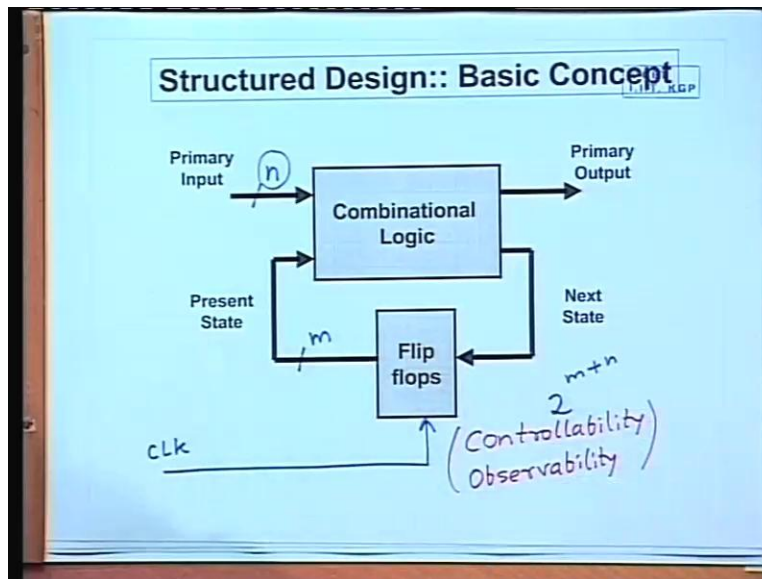 Structured Design:: Basic Concept
I.I.T. KGP
Primary
Input
n
Primary
Output
Combinational
Logic
Present
State
m
Flip
flops
Next
State
2^{m+n}
CLK
(Controllability
Observability)